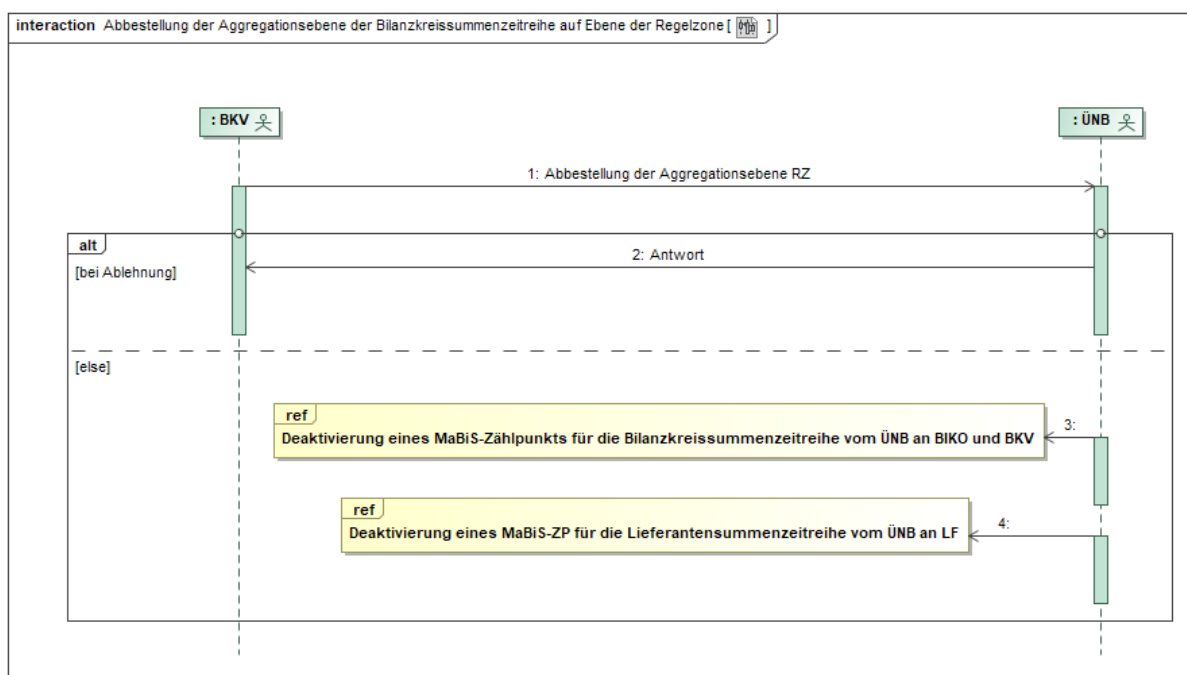 interaction Abbestellung der Aggregationsebene der Bilanzkreissummenzeitreihe auf Ebene der Regelzone [ ]
: BKV
: ÜNB
1: Abbestellung der Aggregationsebene RZ
alt
2: Antwort
[bei Ablehnung]
[else]
ref
Deaktivierung eines MaBiS-Zählpunkts für die Bilanzkreissummenzeitreihe vom ÜNB an BIKO und BKV
3:
ref
Deaktivierung eines MaBiS-ZP für die Lieferantensummenzeitreihe vom ÜNB an LF
4: